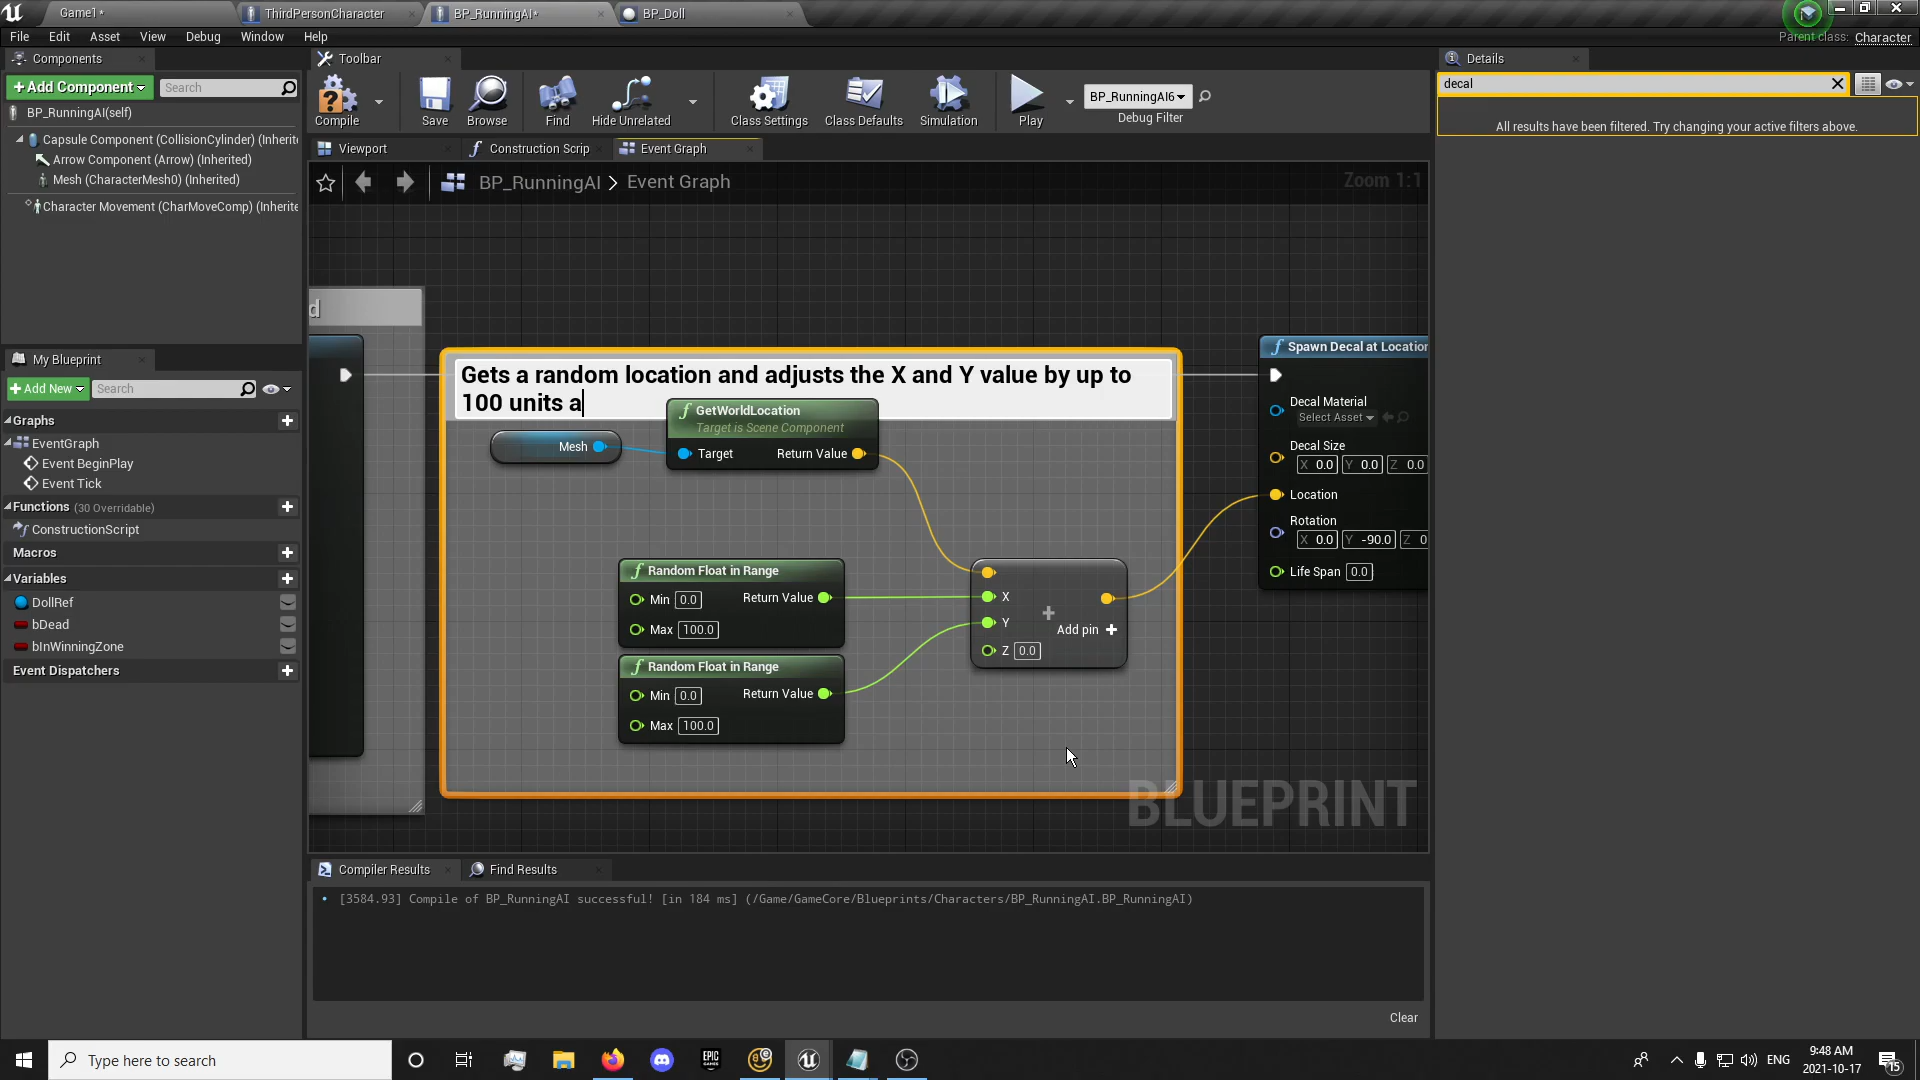 Game1*
ThirdPersonCharacter
BP_RunningAI*
BP_Doll
File Edit Asset View Debug Window Help
Parent class: Character
Components
+Add Component
Search
BP_RunningAI(self)
Capsule Component (CollisionCylinder) (Inherit
Arrow Component (Arrow) (Inherited)
Mesh (CharacterMesh0) (Inherited)
Character Movement (CharMoveComp) (Inherite
My Blueprint
+Add New
Search
Graphs
EventGraph
Event BeginPlay
Event Tick
Functions (30 Overridable)
ConstructionScript
Macros
Variables
DollRef
bDead
bInWinningZone
Event Dispatchers
Toolbar
Compile
Save
Browse
Find
Hide Unrelated
Class Settings
Class Defaults
Simulation
Play
BP_RunningAI6
Debug Filter
Viewport
Construction Scrip
Event Graph
BP_RunningAI > Event Graph
Zoom 1:1
d
Gets a random location and adjusts the X and Y value by up to
100 units a
GetWorldLocation
Target is Scene Component
Mesh
Target Return Value
Random Float in Range
Min 0.0 Return Value
Max 100.0
Random Float in Range
Min 0.0 Return Value
Max 100.0
X
Y
Z 0.0
Add pin +
Spawn Decal at Location
Decal Material
Select Asset
Decal Size
X 0.0 Y 0.0 Z 0.0
Location
Rotation
X 0.0 Y -90.0 Z 0
Life Span 0.0
BLUEPRINT
Compiler Results
Find Results
[3584.93] Compile of BP_RunningAI successful! [in 184 ms] (/Game/GameCore/Blueprints/Characters/BP_RunningAI.BP_RunningAI)
Clear
Details
decal
All results have been filtered. Try changing your active filters above.
Type here to search
EPIC
GAMES
ENG
9:48 AM
2021-10-17
15